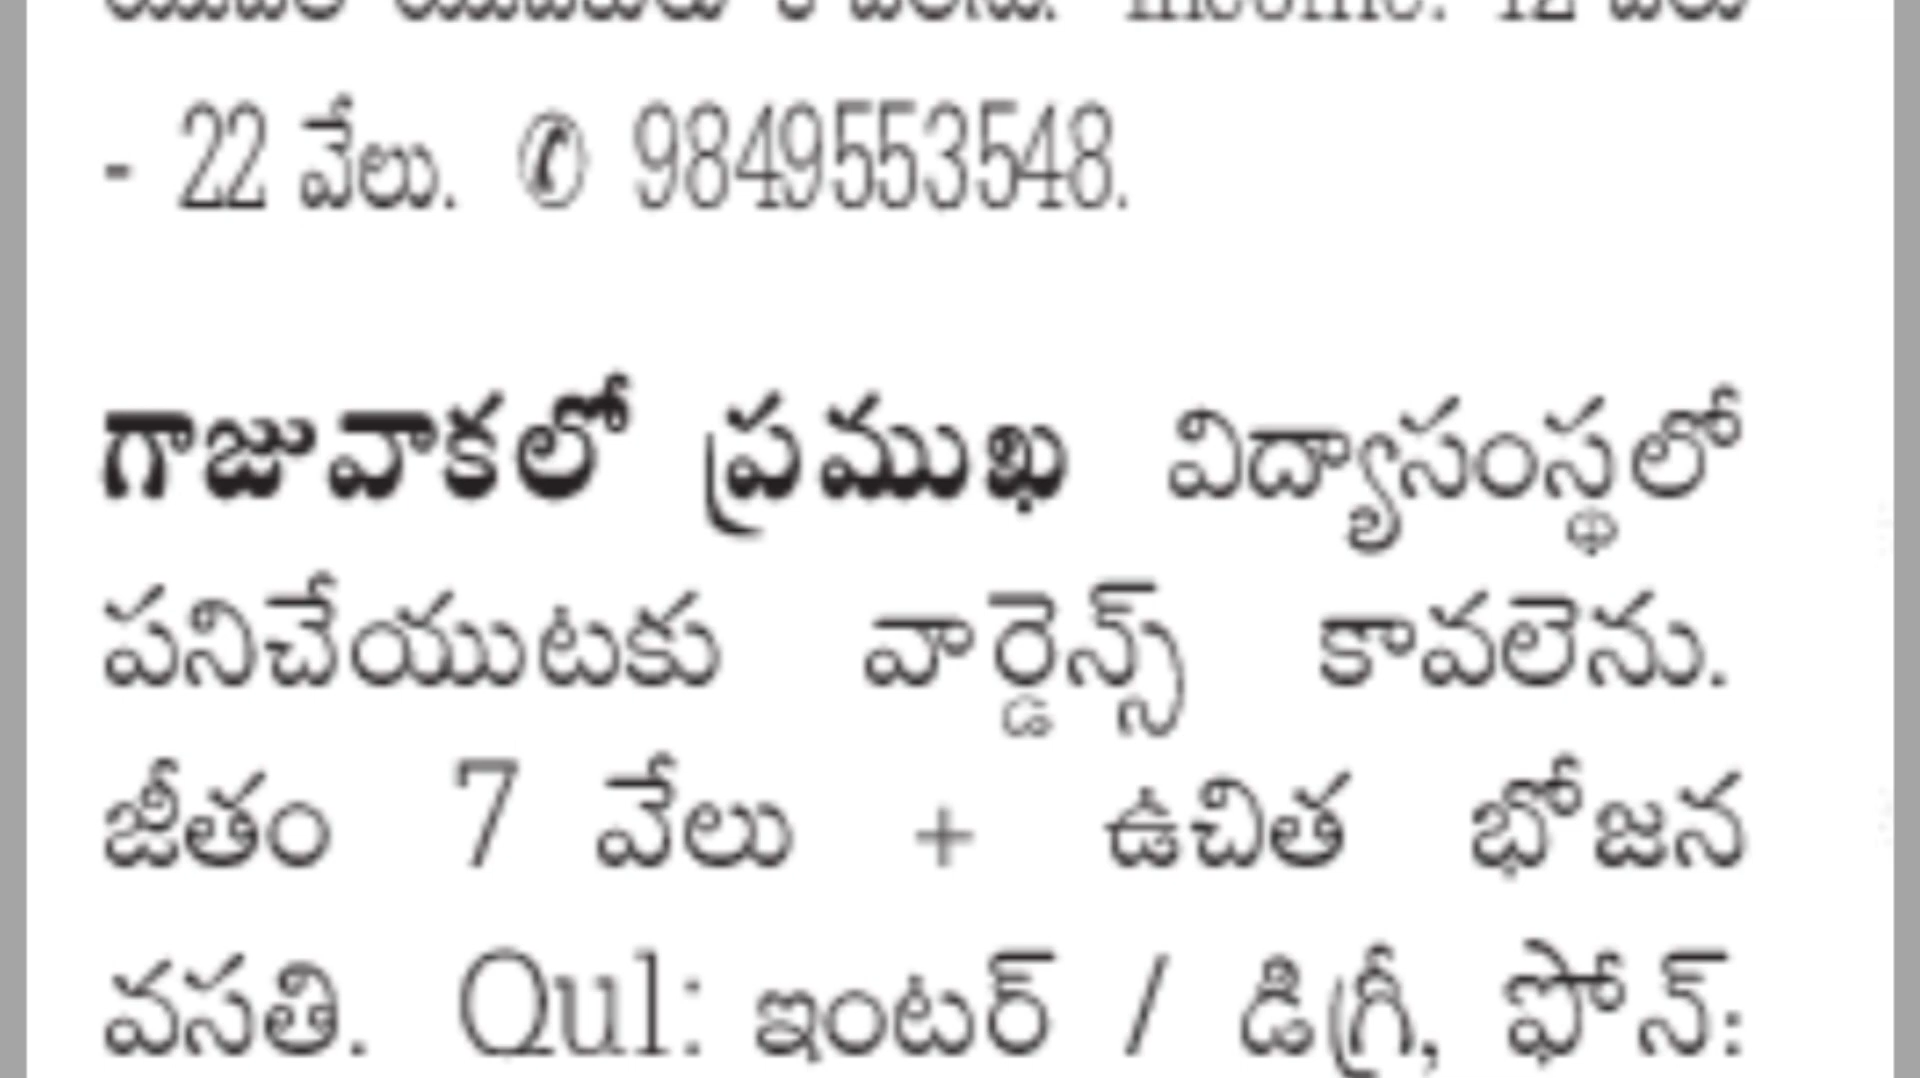 - 22 వేలు. ✆ 9849553548.
గాజువాకలో ప్రముఖ విద్యాసంస్థలో
పనిచేయుటకు వార్డెన్స్ కావలెను.
జీతం 7 వేలు + ఉచిత భోజన
వసతి. Qul: ఇంటర్ / డిగ్రీ, ఫోన్: